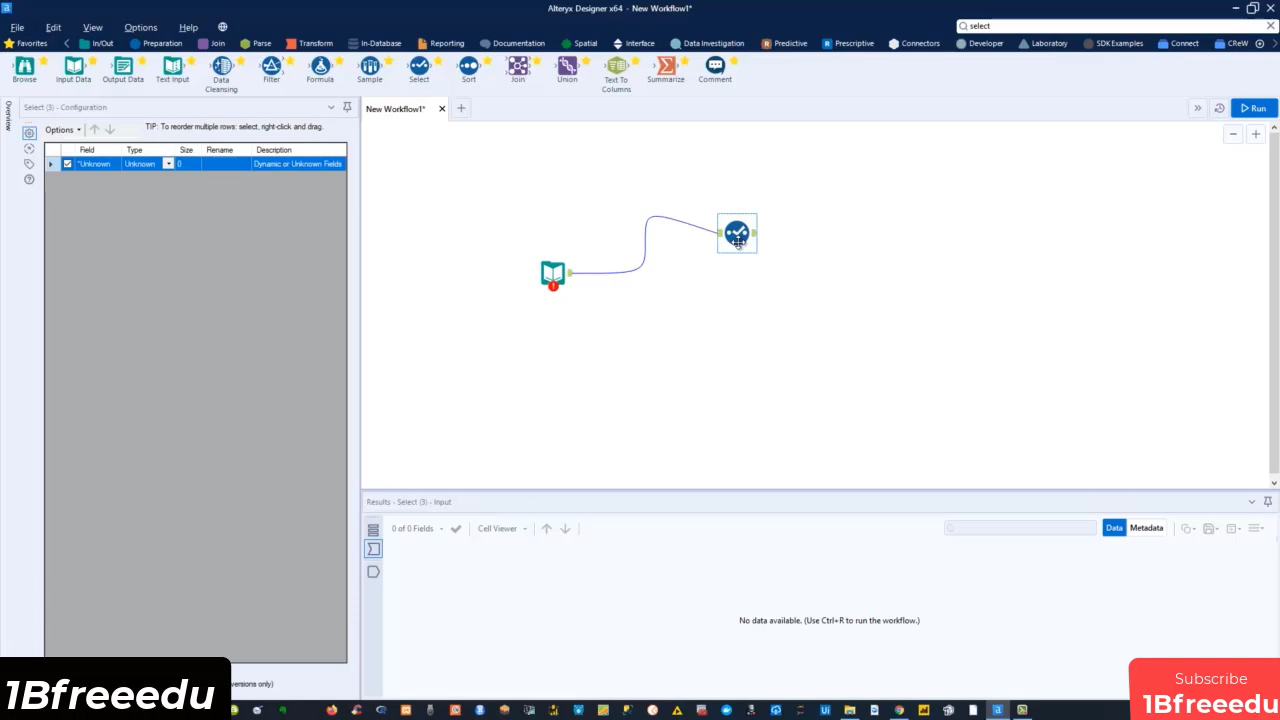 Alteryx Designer x64 - New Workflow1*
File Edit View Options Help
select
Favorites In/Out Preparation Join Parse Transform In-Database Reporting Documentation Spatial Interface Data Investigation Predictive Prescriptive Connectors Developer Laboratory SDK Examples Connect CReW
Browse Input Data Output Data Text Input Data Cleansing Filter Formula Sample Select Sort Join Union Text To Columns Summarize Comment
Overview
Select (3) - Configuration
New Workflow1*
Run
Options TIP: To reorder multiple rows: select, right-click and drag.
Field Type Size Rename Description
*Unknown Unknown 0 Dynamic or Unknown Fields
Results - Select (3) - Input
0 of 0 Fields Cell Viewer Data Metadata
No data available. (Use Ctrl+R to run the workflow.)
versions only)
1Bfreeedu
Subscribe
1Bfreeedu